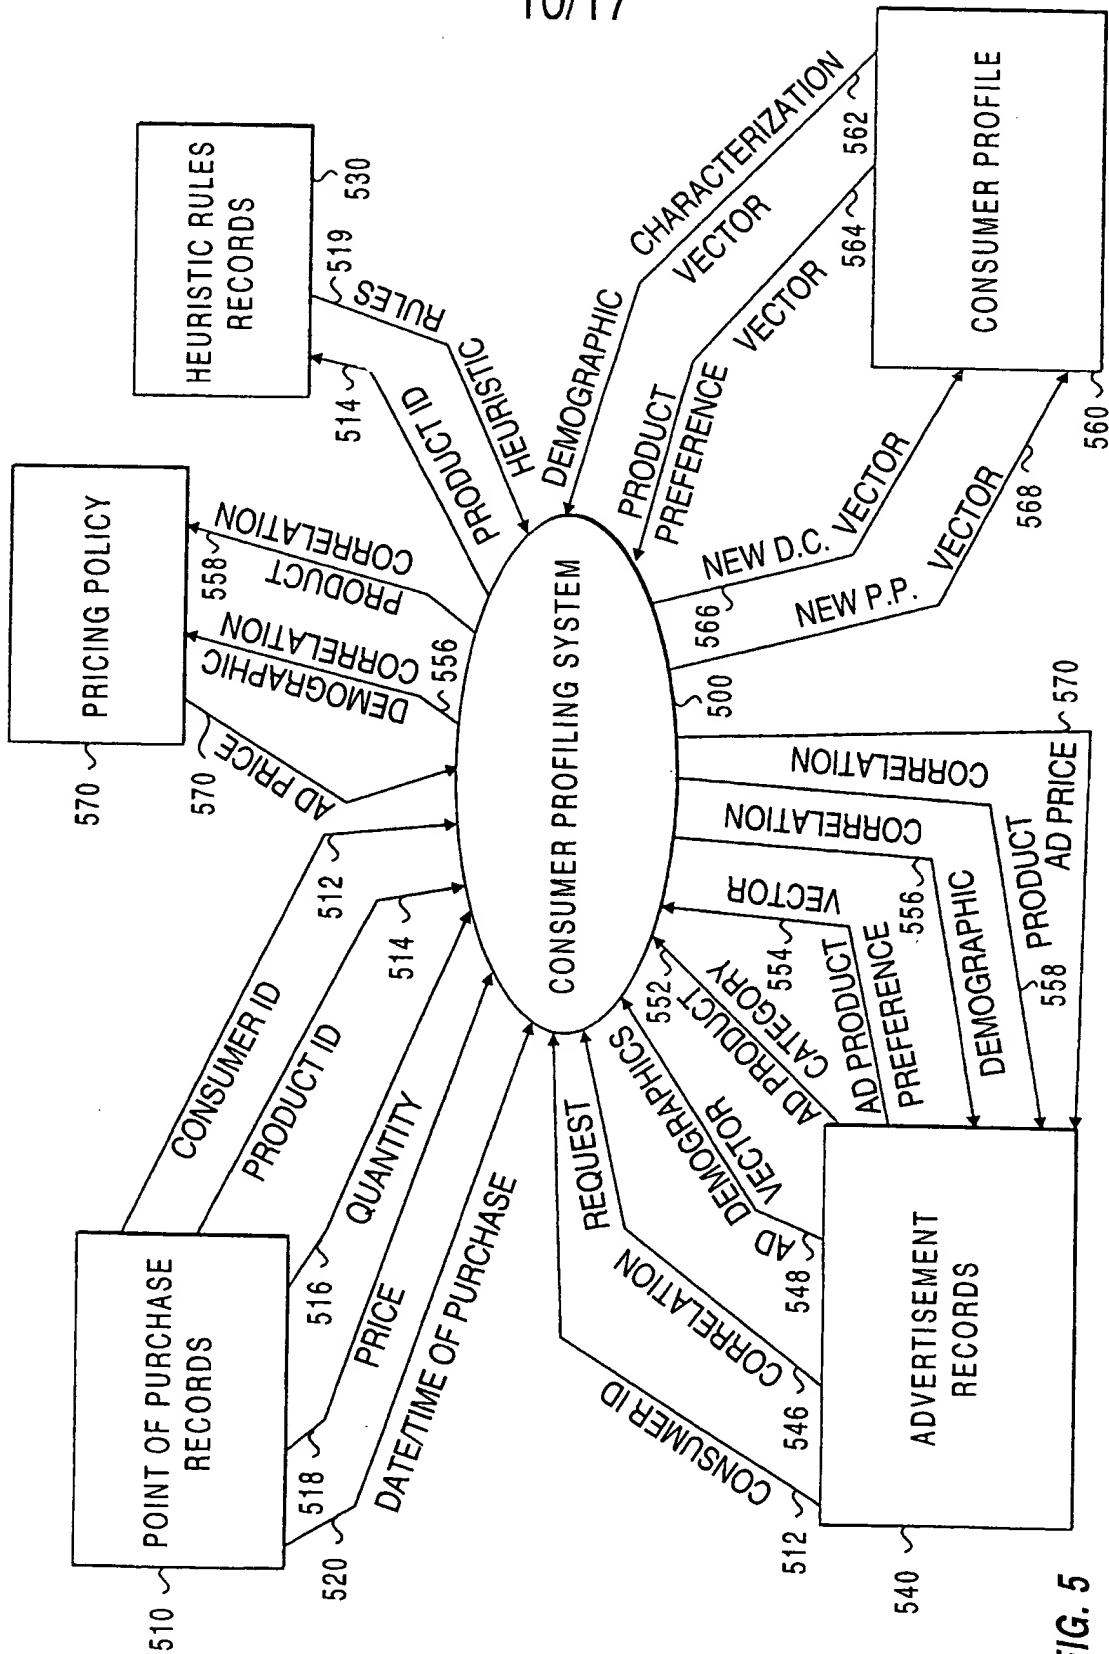 10/17
510
POINT OF PURCHASE
RECORDS
CONSUMER ID
512
PRODUCT ID
514
QUANTITY
516
PRICE
518
DATE/TIME OF PURCHASE
520
570
PRICING POLICY
570
AD PRICE
DEMOGRAPHIC
CORRELATION
556
PRODUCT
CORRELATION
558
HEURISTIC RULES
RECORDS
530
514
PRODUCT ID
519
HEURISTIC
RULES
CONSUMER PROFILING SYSTEM
500
540
ADVERTISEMENT
RECORDS
512
CONSUMER ID
546
CORRELATION
REQUEST
548
AD
DEMOGRAPHICS
VECTOR
552
AD PRODUCT
CATEGORY
554
AD PRODUCT
PREFERENCE
VECTOR
556
DEMOGRAPHIC
CORRELATION
558
PRODUCT
CORRELATION
AD PRICE
570
560
CONSUMER PROFILE
DEMOGRAPHIC
CHARACTERIZATION
VECTOR
562
PRODUCT
PREFERENCE
VECTOR
564
NEW D.C. VECTOR
566
NEW P.P. VECTOR
568
FIG. 5